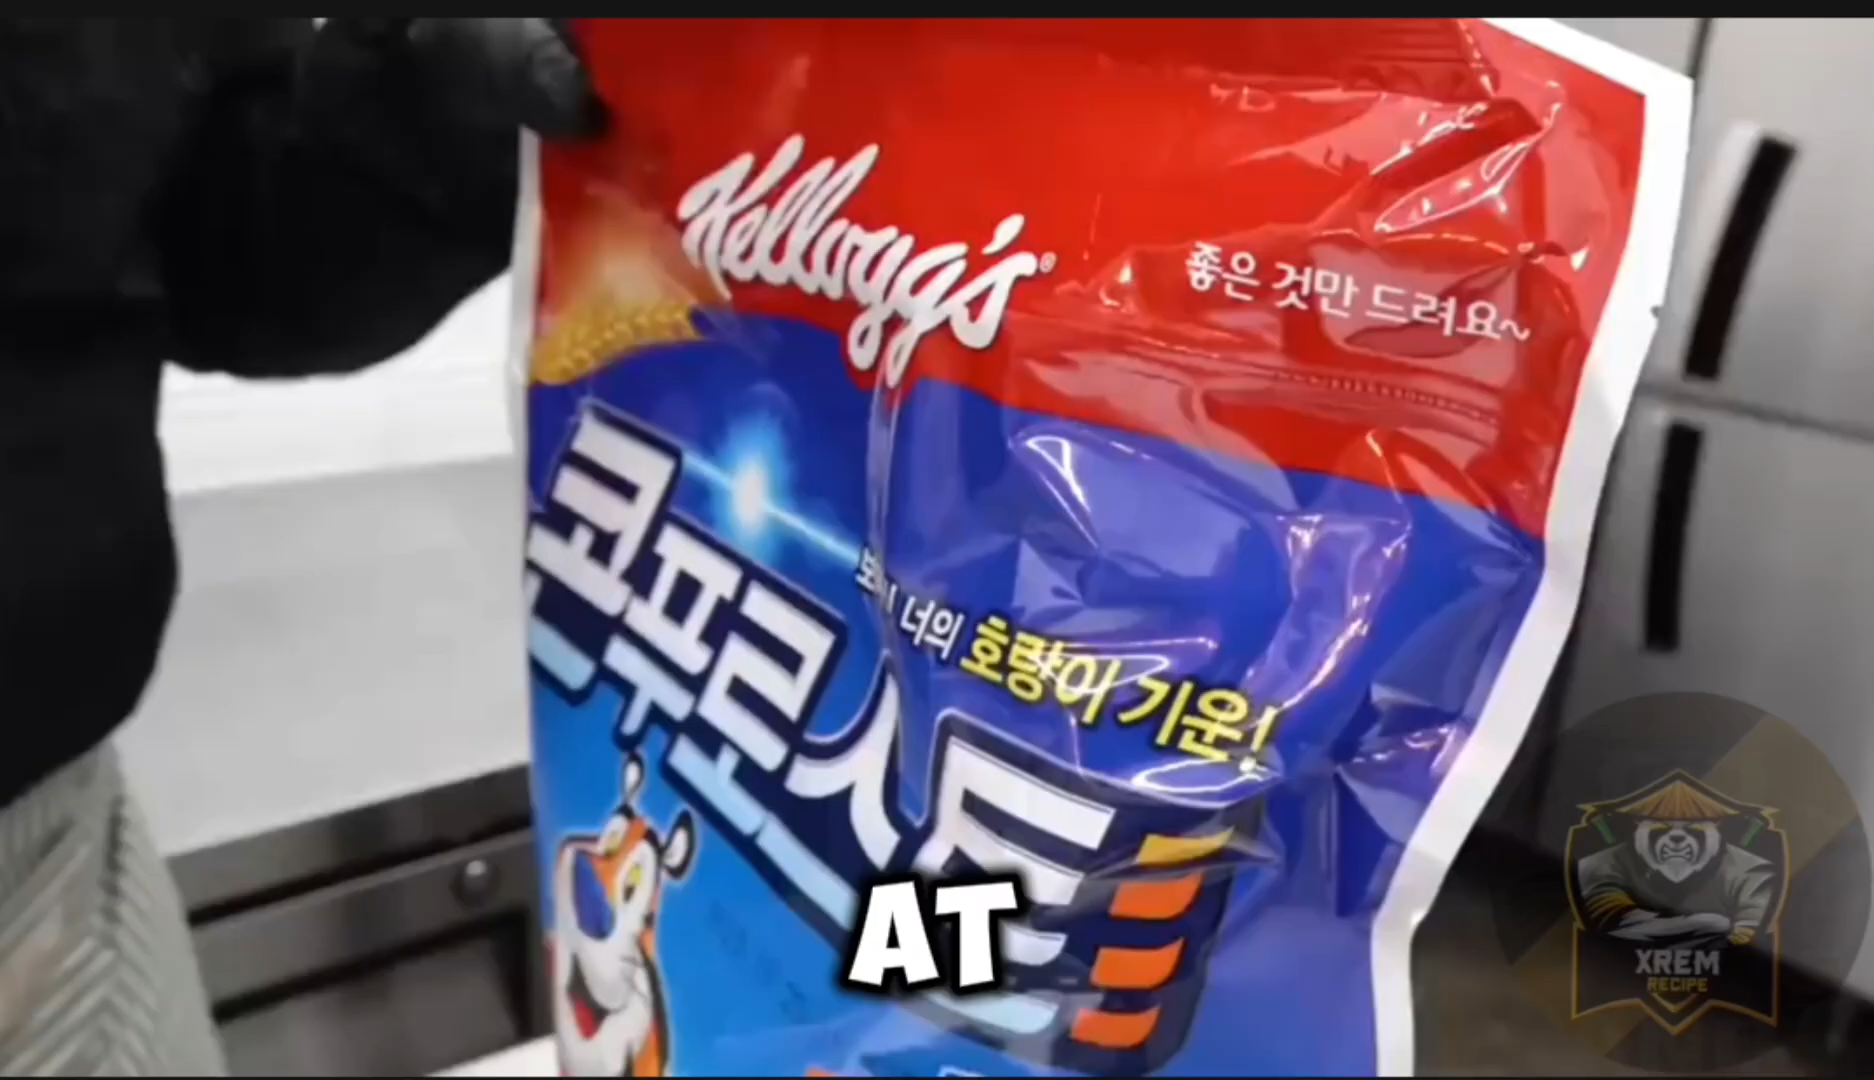 Kellogg's®
좋은 것만 드려요~
너의 호랑이 기운!
콘푸로스트
AT
XREM
RECIPE